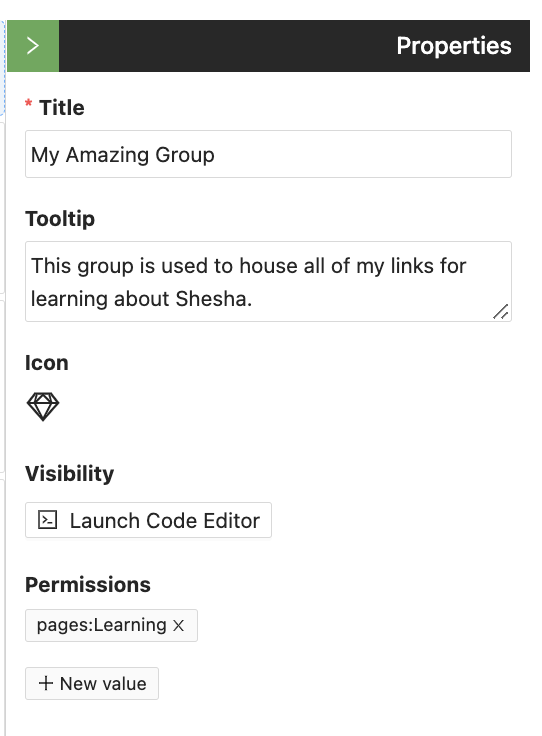 Properties
* Title
My Amazing Group
Tooltip
This group is used to house all of my links for
learning about Shesha.
Icon
Visibility
Launch Code Editor
Permissions
pages:Learning
New value